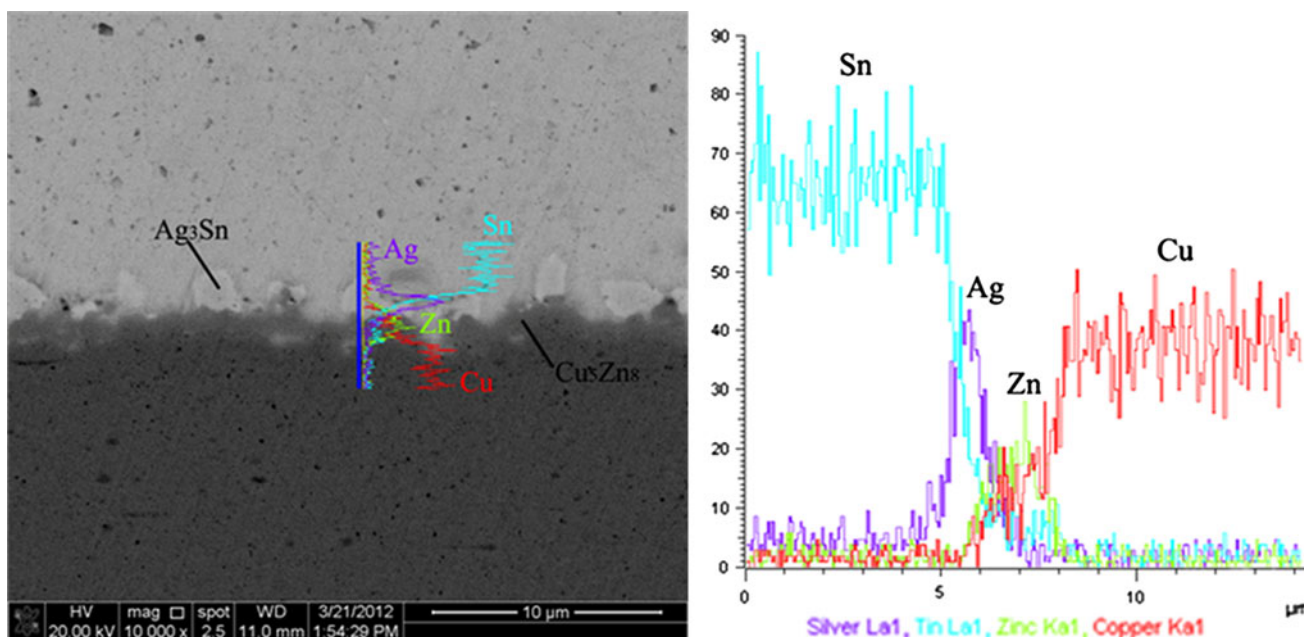 Ag3Sn
Ag
Sn
Zn
Cu
Cu5Zn8
HV
mag
spot
WD
3/21/2012
10 µm
20.00 kV
10 000 x
2.5
11.0 mm
1:54:29 PM
90
80
70
60
50
40
30
20
10
0
Sn
Ag
Zn
Cu
0
5
10
µm
Silver La1, Tin La1, Zinc Ka1, Copper Ka1